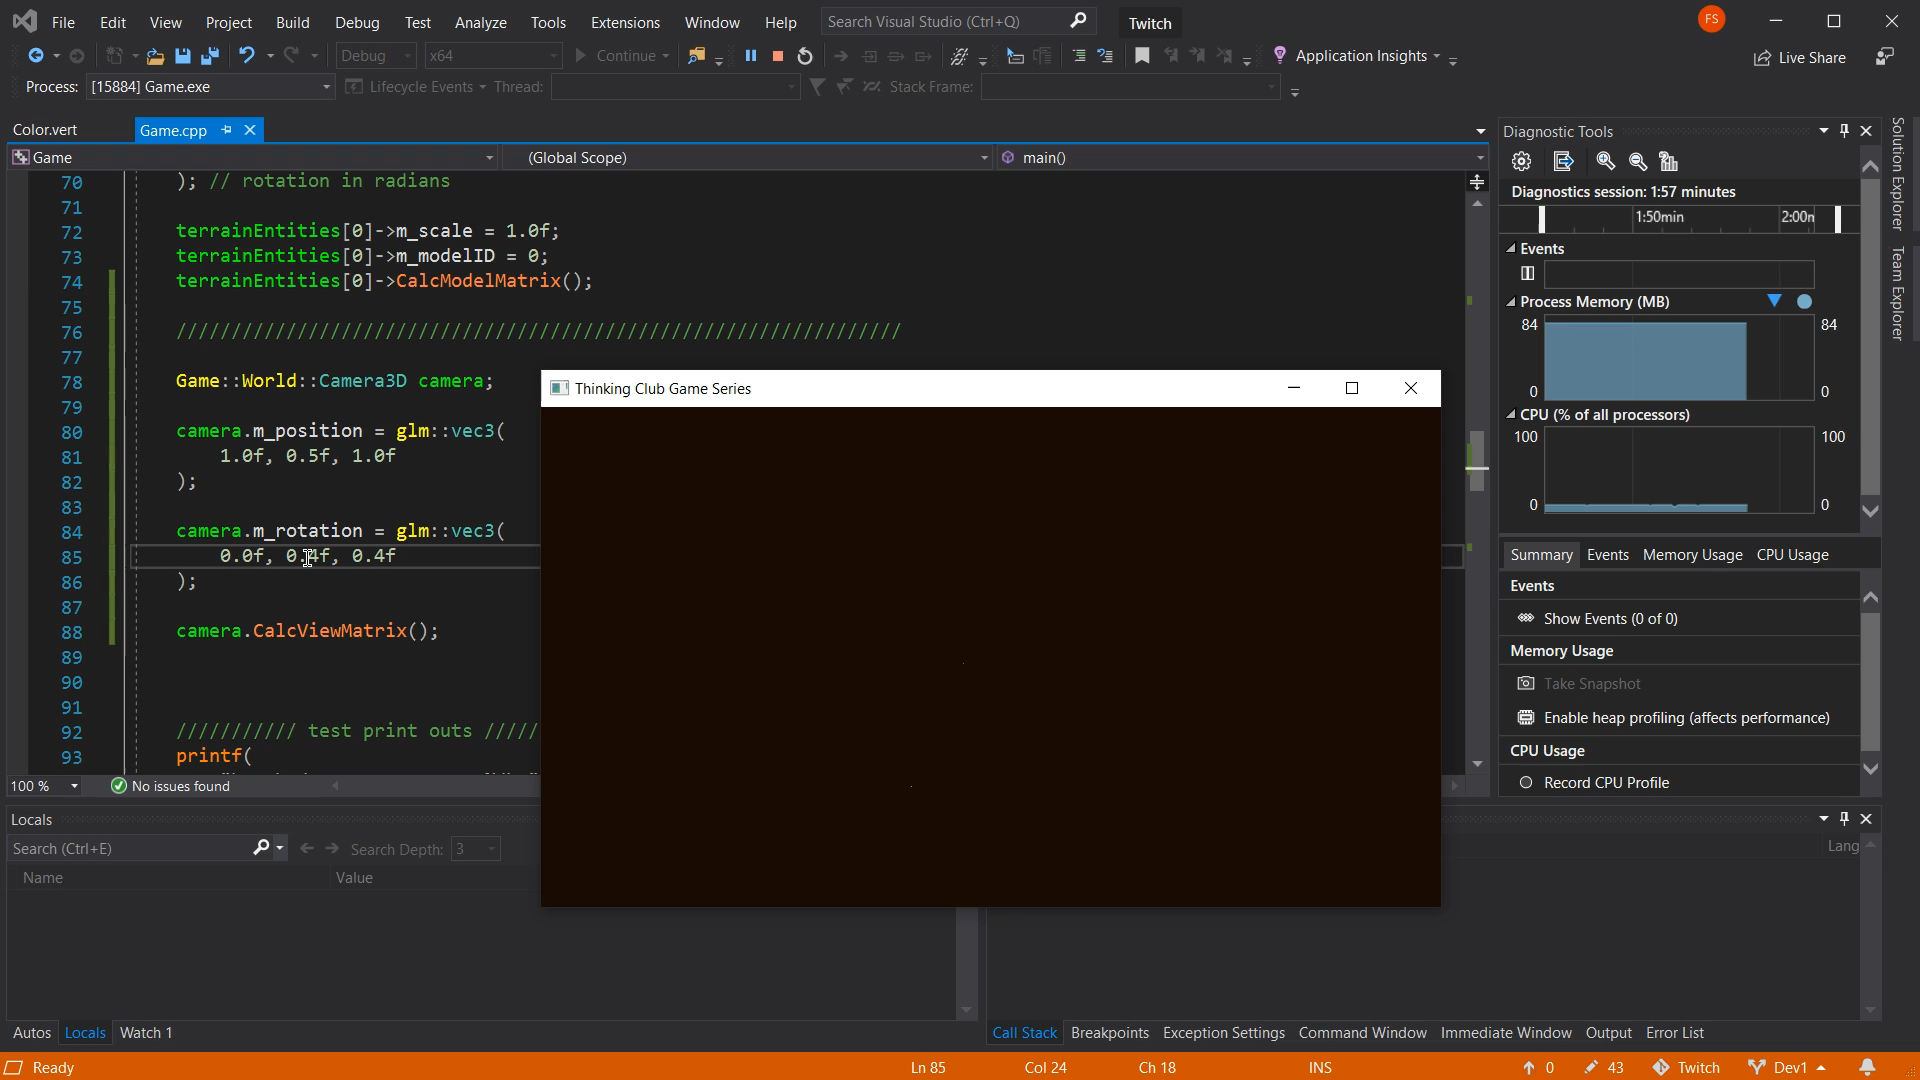 File Edit View Project Build Debug Test Analyze Tools Extensions Window Help Search Visual Studio (Ctrl+Q) Twitch FS
Debug x64 Continue Application Insights Live Share
Process: [15884] Game.exe Lifecycle Events Thread: Stack Frame:
Color.vert Game.cpp
Game (Global Scope) main()
70 ); // rotation in radians
71
72 terrainEntities[0]->m_scale = 1.0f;
73 terrainEntities[0]->m_modelID = 0;
74 terrainEntities[0]->CalcModelMatrix();
75
76 //////////////////////////////////////////////////////////////////
77
78 Game::World::Camera3D camera;
79
80 camera.m_position = glm::vec3(
81 1.0f, 0.5f, 1.0f
82 );
83
84 camera.m_rotation = glm::vec3(
85 0.0f, 0.4f, 0.4f
86 );
87
88 camera.CalcViewMatrix();
89
90
91
92 /////////// test print outs /////
93 printf(
100 % No issues found
Thinking Club Game Series
Diagnostic Tools
Diagnostics session: 1:57 minutes
1:50min 2:00m
Events
Process Memory (MB)
84 84
0 0
CPU (% of all processors)
100 100
0 0
Summary Events Memory Usage CPU Usage
Events
Show Events (0 of 0)
Memory Usage
Take Snapshot
Enable heap profiling (affects performance)
CPU Usage
Record CPU Profile
Solution Explorer
Team Explorer
Locals
Search (Ctrl+E) Search Depth: 3
Name Value
Lang
Autos Locals Watch 1
Call Stack Breakpoints Exception Settings Command Window Immediate Window Output Error List
Ready Ln 85 Col 24 Ch 18 INS 0 43 Twitch Dev1